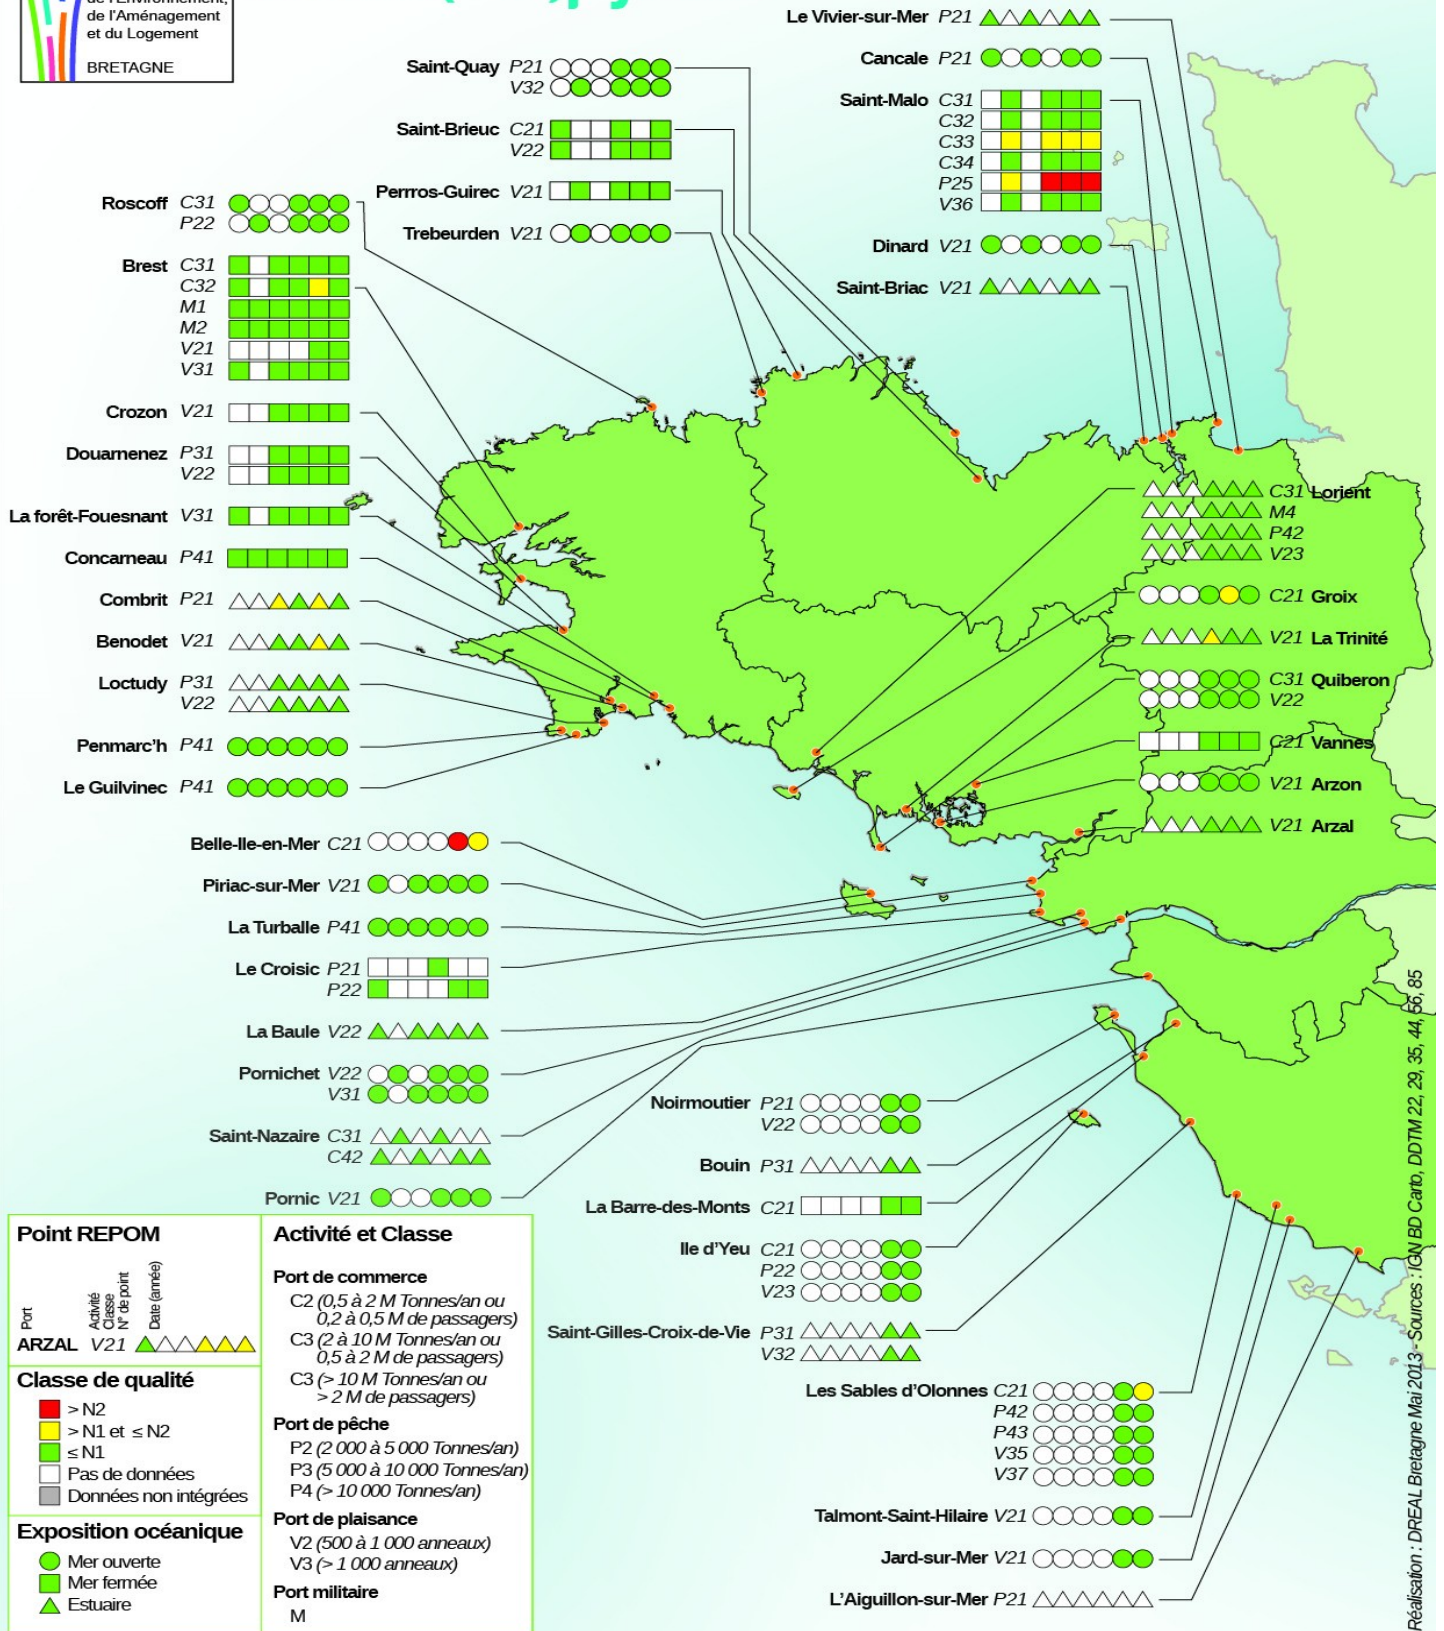 de l'Environnement,
de l'Aménagement
et du Logement
BRETAGNE
Le Vivier-sur-Mer P21
Cancale P21
Saint-Malo C31
C32
C33
C34
P25
V36
Dinard V21
Saint-Briac V21
Saint-Quay P21
V32
Saint-Brieuc C21
V22
Perrros-Guirec V21
Trebeurden V21
Roscoff C31
P22
Brest C31
C32
M1
M2
V21
V31
Crozon V21
Douarnenez P31
V22
La forêt-Fouesnant V31
Concarneau P41
Combrit P21
Benodet V21
Loctudy P31
V22
Penmarc'h P41
Le Guilvinec P41
C31 Lorient
M4
P42
V23
C21 Groix
V21 La Trinité
C31 Quiberon
V22
C21 Vannes
V21 Arzon
V21 Arzal
Belle-Ile-en-Mer C21
Piriac-sur-Mer V21
La Turballe P41
Le Croisic P21
P22
La Baule V22
Pornichet V22
V31
Saint-Nazaire C31
C42
Pornic V21
Noirmoutier P21
V22
Bouin P31
La Barre-des-Monts C21
Ile d'Yeu C21
P22
V23
Saint-Gilles-Croix-de-Vie P31
V32
Les Sables d'Olonnes C21
P42
P43
V35
V37
Talmont-Saint-Hilaire V21
Jard-sur-Mer V21
L'Aiguillon-sur-Mer P21
Point REPOM
Port
Activité
Classe
N° de point
Date (année)
ARZAL V21
Classe de qualité
> N2
> N1 et ≤ N2
≤ N1
Pas de données
Données non intégrées
Exposition océanique
Mer ouverte
Mer fermée
Estuaire
Activité et Classe
Port de commerce
C2 (0,5 à 2 M Tonnes/an ou
0,2 à 0,5 M de passagers)
C3 (2 à 10 M Tonnes/an ou
0,5 à 2 M de passagers)
C3 (> 10 M Tonnes/an ou
> 2 M de passagers)
Port de pêche
P2 (2 000 à 5 000 Tonnes/an)
P3 (5 000 à 10 000 Tonnes/an)
P4 (> 10 000 Tonnes/an)
Port de plaisance
V2 (500 à 1 000 anneaux)
V3 (> 1 000 anneaux)
Port militaire
M
Réalisation : DREAL Bretagne Mai 2013 - Sources : IGN BD Carto, DDTM 22, 29, 35, 44, 56, 85